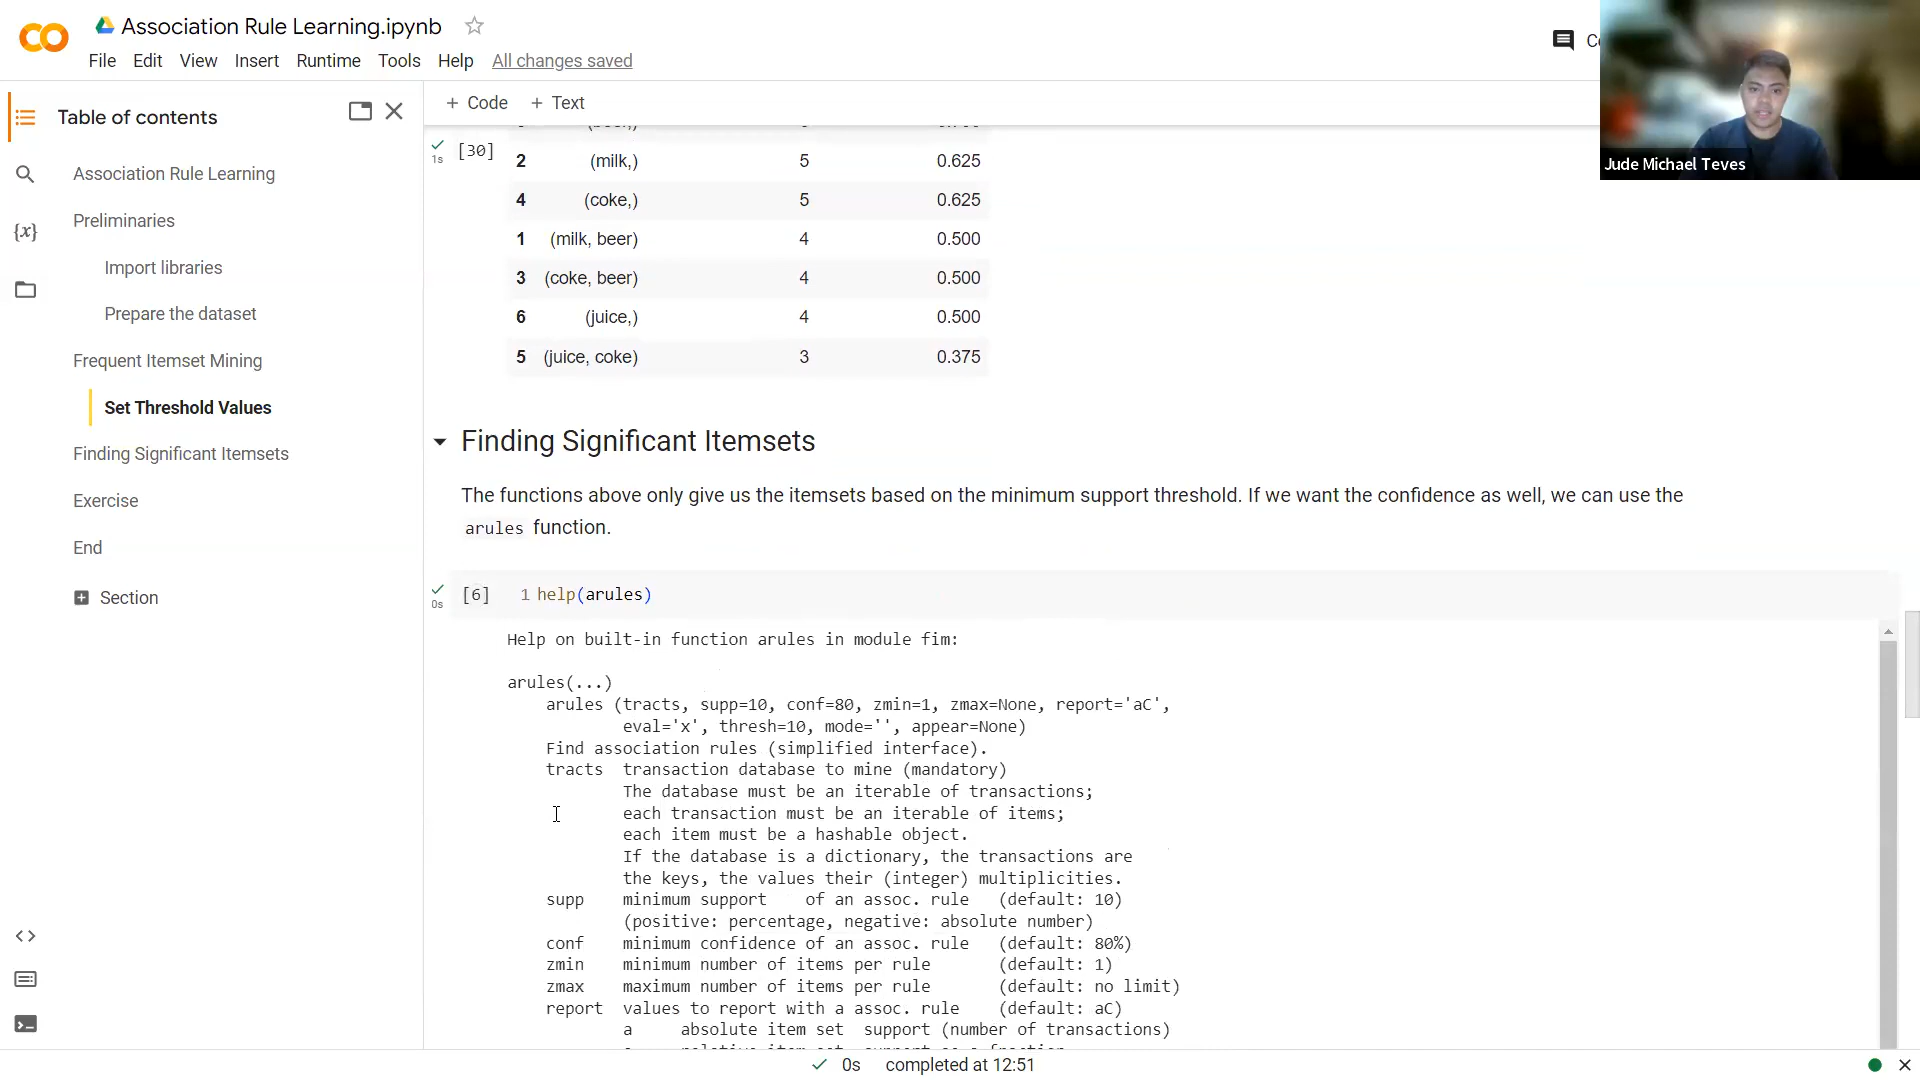 Association Rule Learning.ipynb
File Edit View Insert Runtime Tools Help All changes saved
Jude Michael Teves
Table of contents
Association Rule Learning
Preliminaries
Import libraries
Prepare the dataset
Frequent Itemset Mining
Set Threshold Values
Finding Significant Itemsets
Exercise
End
Section
{x}
+ Code + Text
1s [30]
2 (milk,) 5 0.625
4 (coke,) 5 0.625
1 (milk, beer) 4 0.500
3 (coke, beer) 4 0.500
6 (juice,) 4 0.500
5 (juice, coke) 3 0.375
Finding Significant Itemsets
The functions above only give us the itemsets based on the minimum support threshold. If we want the confidence as well, we can use the
arules function.
0s [6] 1 help(arules)
Help on built-in function arules in module fim:
arules(...)
arules (tracts, supp=10, conf=80, zmin=1, zmax=None, report='aC',
eval='x', thresh=10, mode='', appear=None)
Find association rules (simplified interface).
tracts transaction database to mine (mandatory)
The database must be an iterable of transactions;
each transaction must be an iterable of items;
each item must be a hashable object.
If the database is a dictionary, the transactions are
the keys, the values their (integer) multiplicities.
supp minimum support of an assoc. rule (default: 10)
(positive: percentage, negative: absolute number)
conf minimum confidence of an assoc. rule (default: 80%)
zmin minimum number of items per rule (default: 1)
zmax maximum number of items per rule (default: no limit)
report values to report with a assoc. rule (default: aC)
a absolute item set support (number of transactions)
0s completed at 12:51